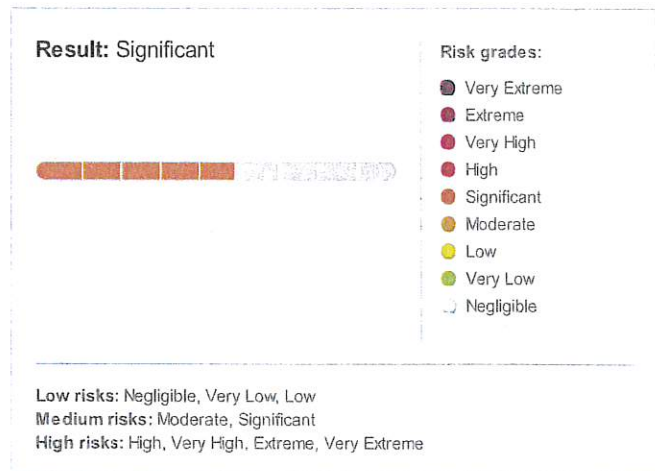 Result: Significant
Risk grades:
Very Extreme
Extreme
Very High
High
Significant
Moderate
Low
Very Low
Negligible
Low risks: Negligible, Very Low, Low
Medium risks: Moderate, Significant
High risks: High, Very High, Extreme, Very Extreme